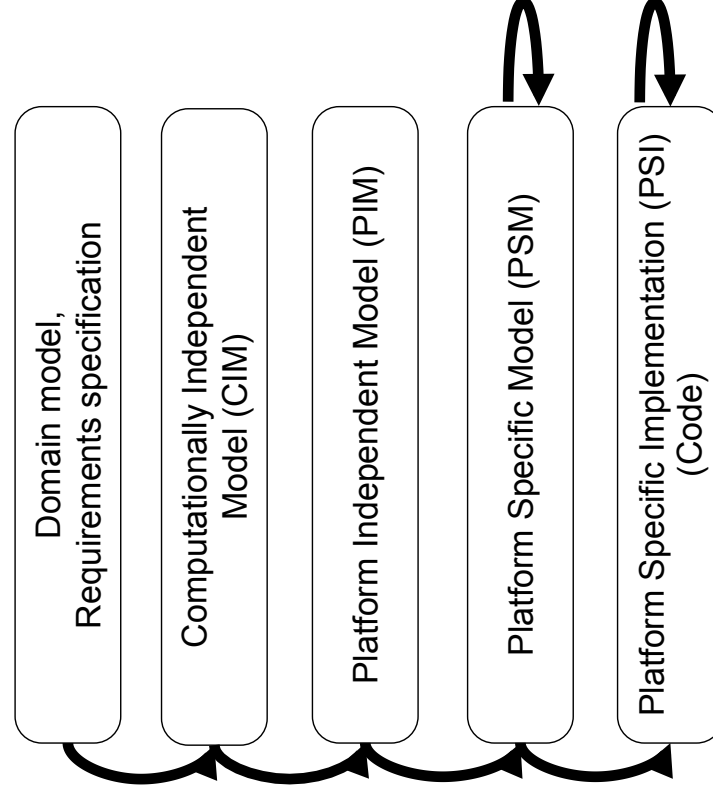 Domain model,
Requirements specification
Computationally Independent
Model (CIM)
Platform Independent Model (PIM)
Platform Specific Model (PSM)
Platform Specific Implementation (PSI)
(Code)